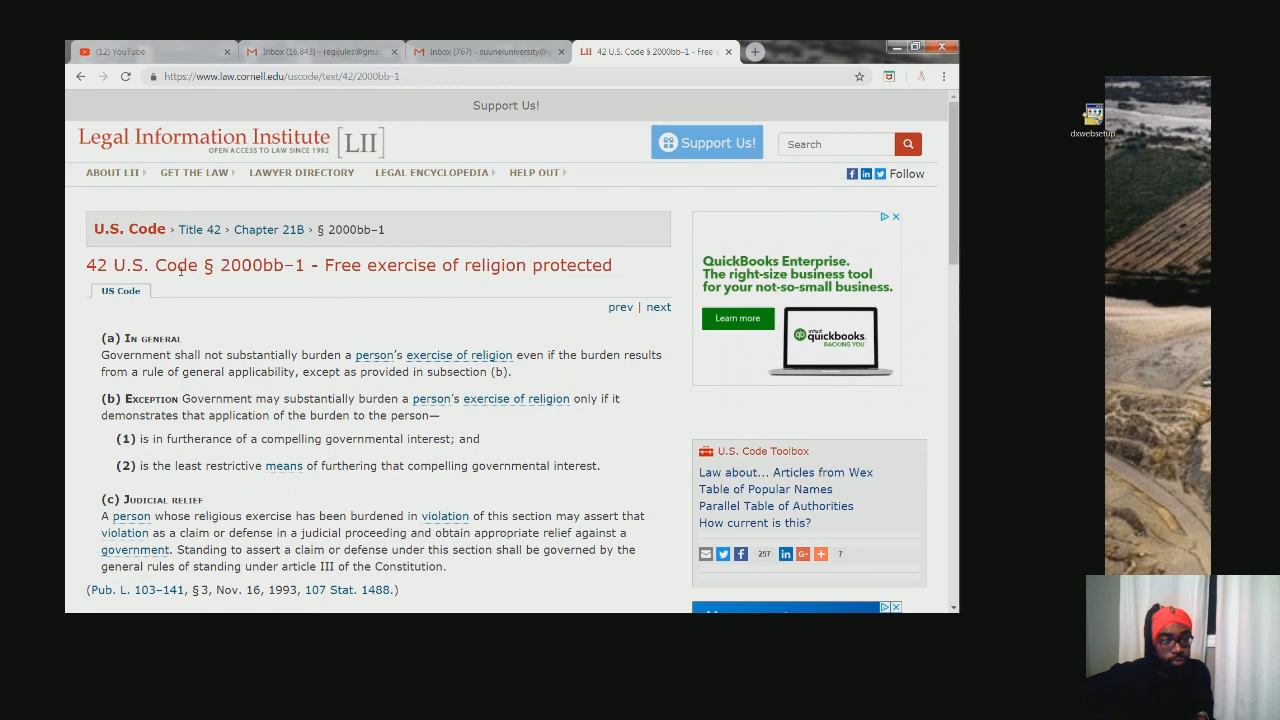 (12) YouTube
Inbox (16,843) - regijules@gma
Inbox (767) - suuneluniversity@
LII 42 U.S. Code § 2000bb–1 - Free e
https://www.law.cornell.edu/uscode/text/42/2000bb-1
Support Us!
Legal Information Institute [LII]
OPEN ACCESS TO LAW SINCE 1992
Support Us!
Search
ABOUT LII GET THE LAW LAWYER DIRECTORY LEGAL ENCYCLOPEDIA HELP OUT
Follow
U.S. Code › Title 42 › Chapter 21B › § 2000bb–1
42 U.S. Code § 2000bb–1 - Free exercise of religion protected
US Code
prev | next
(a) IN GENERAL
Government shall not substantially burden a person's exercise of religion even if the burden results
from a rule of general applicability, except as provided in subsection (b).
(b) EXCEPTION Government may substantially burden a person's exercise of religion only if it
demonstrates that application of the burden to the person—
(1) is in furtherance of a compelling governmental interest; and
(2) is the least restrictive means of furthering that compelling governmental interest.
(c) JUDICIAL RELIEF
A person whose religious exercise has been burdened in violation of this section may assert that
violation as a claim or defense in a judicial proceeding and obtain appropriate relief against a
government. Standing to assert a claim or defense under this section shall be governed by the
general rules of standing under article III of the Constitution.
(Pub. L. 103–141, § 3, Nov. 16, 1993, 107 Stat. 1488.)
QuickBooks Enterprise.
The right-size business tool
for your not-so-small business.
Learn more
intuit
quickbooks.
BACKING YOU
U.S. Code Toolbox
Law about... Articles from Wex
Table of Popular Names
Parallel Table of Authorities
How current is this?
257
G+
7
dxwebsetup